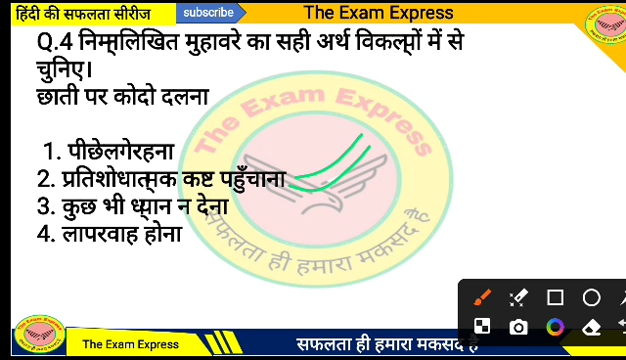 हिंदी की सफलता सीरीज
subscribe
The Exam Express
Q.4 निम्नलिखित मुहावरे का सही अर्थ विकल्पों में से
चुनिए।
छाती पर कोदो दलना
1. पीछेलगेरहना
2. प्रतिशोधात्मक कष्ट पहुँचाना
3. कुछ भी ध्यान न देना
4. लापरवाह होना
The Exam Express
सफलता ही हमारा मकसद है
The Exam Express
सफलता ही हमारा मकसद है